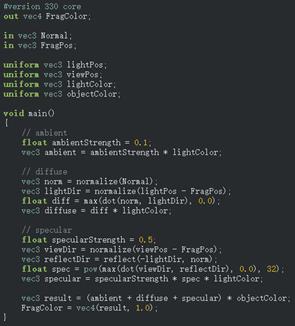 #version 330 core
out vec4 FragColor;
in vec3 Normal;
in vec3 FragPos;
uniform vec3 lightPos;
uniform vec3 viewPos;
uniform vec3 lightColor;
uniform vec3 objectColor;
void main()
{
// ambient
float ambientStrength = 0.1;
vec3 ambient = ambientStrength * lightColor;
// diffuse
vec3 norm = normalize(Normal);
vec3 lightDir = normalize(lightPos - FragPos);
float diff = max(dot(norm, lightDir), 0.0);
vec3 diffuse = diff * lightColor;
// specular
float specularStrength = 0.5;
vec3 viewDir = normalize(viewPos - FragPos);
vec3 reflectDir = reflect(-lightDir, norm);
float spec = pow(max(dot(viewDir, reflectDir), 0.0), 32);
vec3 specular = specularStrength * spec * lightColor;
vec3 result = (ambient + diffuse + specular) * objectColor;
FragColor = vec4(result, 1.0);
}